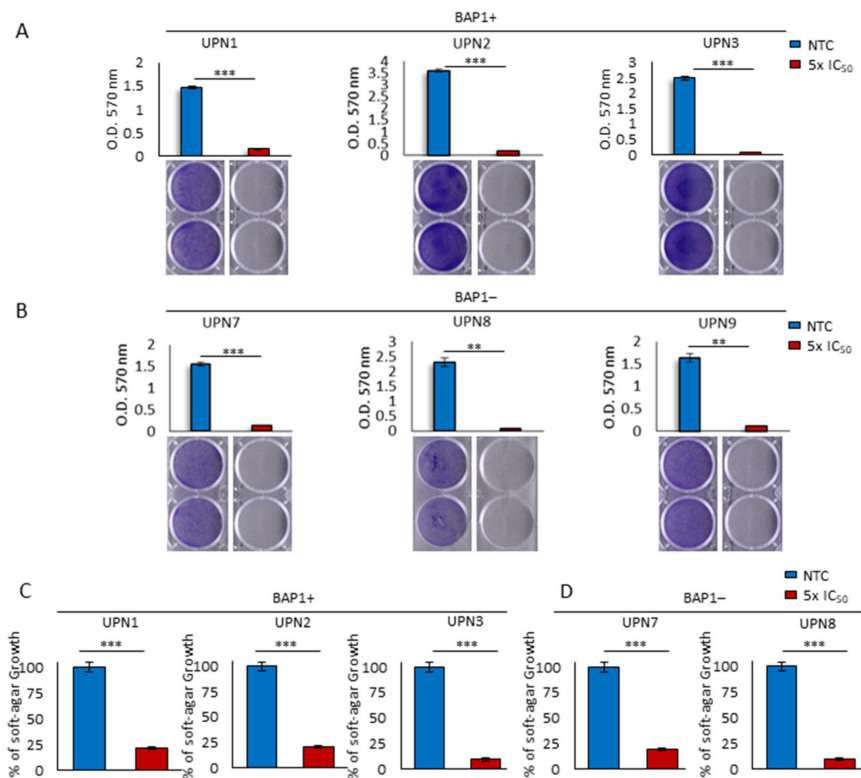 A
BAP1+
UPN1
UPN2
UPN3
NTC
5x IC50
O.D. 570 nm
2
1.5
1
0.5
0
***
O.D. 570 nm
4
3.5
3
2.5
2
1.5
1
0.5
0
***
O.D. 570 nm
3
2.5
2
1.5
1
0.5
0
***
B
BAP1–
UPN7
UPN8
UPN9
NTC
5x IC50
O.D. 570 nm
2
1.5
1
0.5
0
***
O.D. 570 nm
3
2.5
2
1.5
1
0.5
0
**
O.D. 570 nm
2
1.5
1
0.5
0
**
C
BAP1+
UPN1
UPN2
UPN3
% of soft-agar Growth
100
75
50
25
0
***
% of soft-agar Growth
100
75
50
25
0
***
% of soft-agar Growth
100
75
50
25
0
***
D
NTC
5x IC50
BAP1–
UPN7
UPN8
% of soft-agar Growth
100
75
50
25
0
***
% of soft-agar Growth
100
75
50
25
0
***